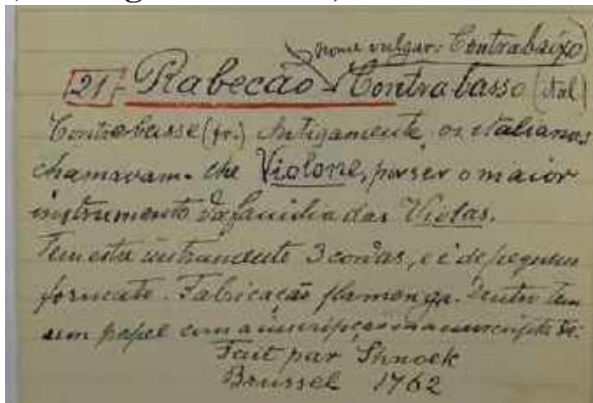 nome vulgar: Contrabaixo)
21 - Rabecão - Contrabasso (ital)
Contrebasse (fr.) Antigamente, os italianos
chamavam-lhe Violone, por ser o maior
instrumento da familia das Violas.
Tem este instrumento 3 cordas, e é de pequeno
formato. Fabricação flamenga. Dentro tem
um papel com a inscripção manuscripta
Fait par Shnoek
Brussel 1762